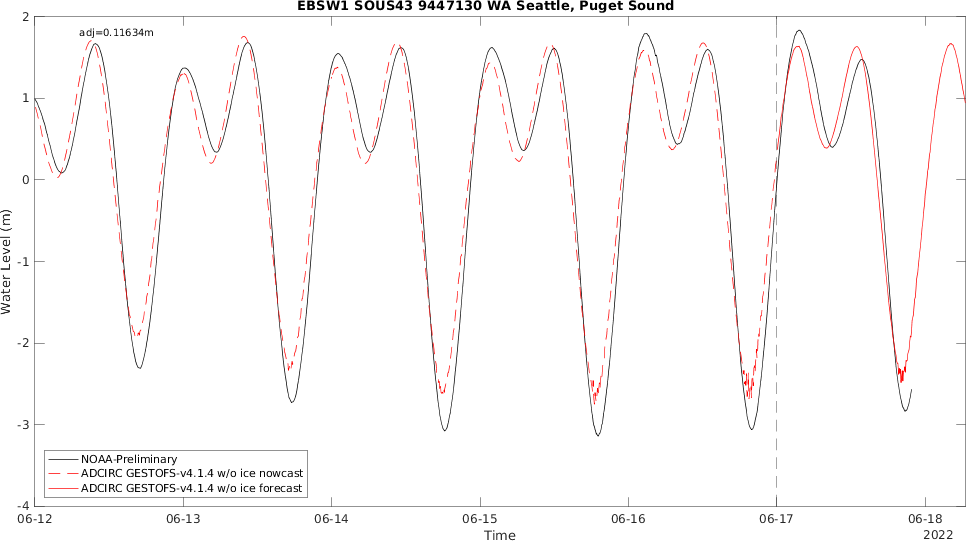 EBSW1 SOUS43 9447130 WA Seattle, Puget Sound
adj=0.11634m
2
1
0
-1
-2
-3
-4
Water Level (m)
NOAA-Preliminary
ADCIRC GESTOFS-v4.1.4 w/o ice nowcast
ADCIRC GESTOFS-v4.1.4 w/o ice forecast
06-12 06-13 06-14 06-15 06-16 06-17 06-18
Time
2022